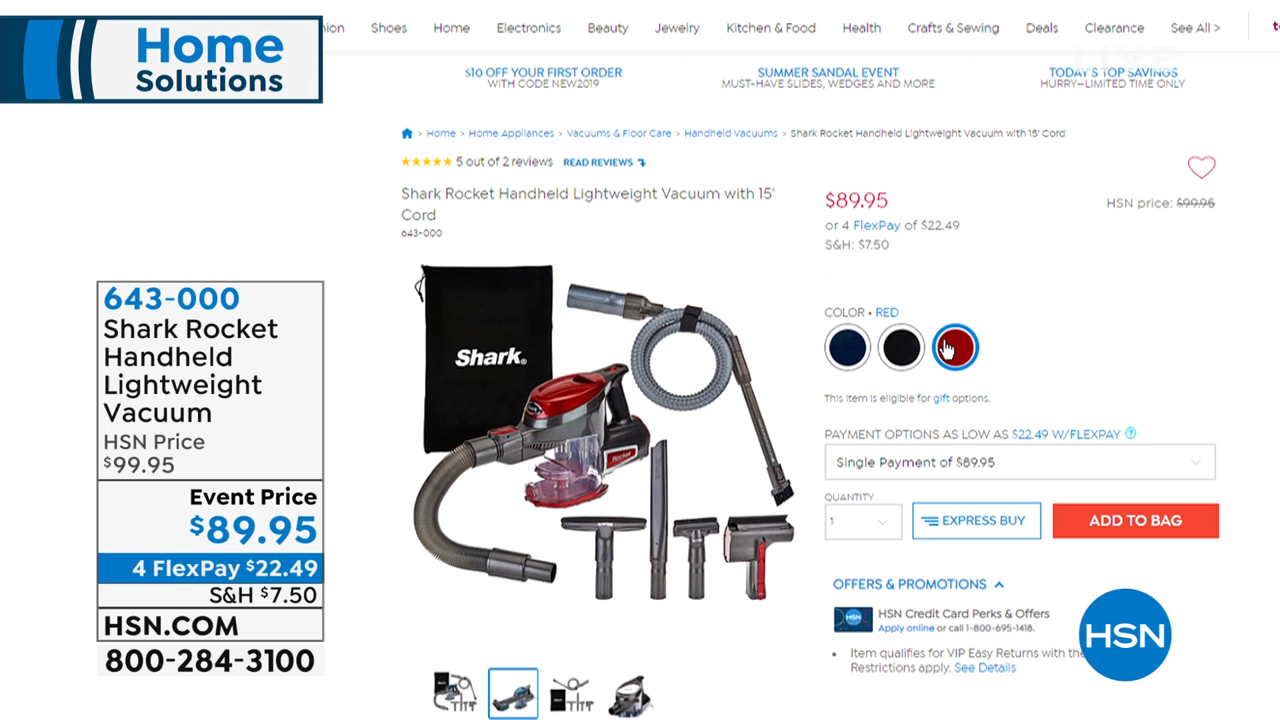 Home
Solutions
Shoes
Home
Electronics
Beauty
Jewelry
Kitchen & Food
Health
Crafts & Sewing
Deals
Clearance
See All >
LIVE
$10 OFF YOUR FIRST ORDER
WITH CODE NEW2019
SUMMER SANDAL EVENT
MUST-HAVE SLIDES, WEDGES AND MORE
TODAY'S TOP SAVINGS
HURRY—LIMITED TIME ONLY
> Home > Home Appliances > Vacuums & Floor Care > Handheld Vacuums > Shark Rocket Handheld Lightweight Vacuum with 15' Cord
5 out of 2 reviews READ REVIEWS
Shark Rocket Handheld Lightweight Vacuum with 15'
Cord
643-000
$89.95
HSN price: $99.95
or 4 FlexPay of $22.49
S&H: $7.50
Shark®
Rocket
COLOR • RED
This item is eligible for gift options.
PAYMENT OPTIONS AS LOW AS $22.49 W/FLEXPAY ?
Single Payment of $89.95
QUANTITY
1
EXPRESS BUY
ADD TO BAG
OFFERS & PROMOTIONS
HSN
HSN Credit Card Perks & Offers
Apply online or call 1-800-695-1418.
• Item qualifies for VIP Easy Returns with the
Restrictions apply. See Details
HSN
643-000
Shark Rocket
Handheld
Lightweight
Vacuum
HSN Price
$99.95
Event Price
$89.95
4 FlexPay $22.49
S&H $7.50
HSN.COM
800-284-3100